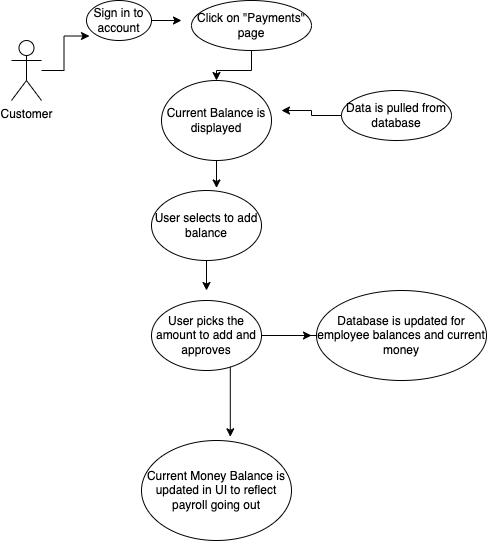 Sign in to
account
Click on "Payments"
page
Customer
Current Balance is
displayed
Data is pulled from
database
User selects to add
balance
User picks the
amount to add and
approves
Database is updated for
employee balances and current
money
Current Money Balance is
updated in UI to reflect
payroll going out